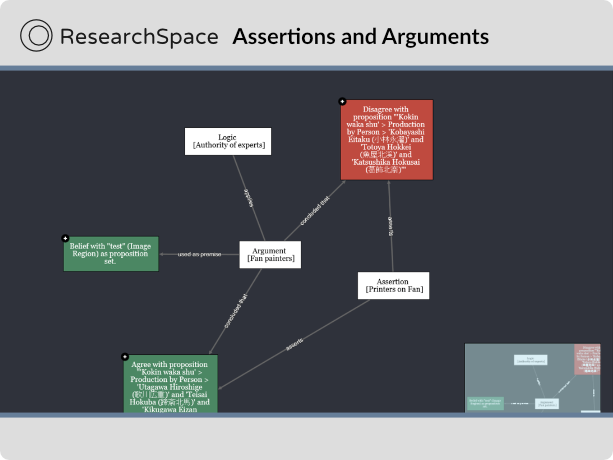 ResearchSpace Assertions and Arguments
Logic
[Authority of experts]
Disagree with
proposition "'Kokin
waka shu' > Production
by Person > 'Kobayashi
Eitaku (小林永濯)' and
'Totoya Hokkei
(魚屋北渓)' and
'Katsushika Hokusai
(葛飾北斎)'"
concluded that
Belief with "test" (Image
Region) as proposition
set.
used as premise
Argument
[Fan painters]
Assertion
[Printers on Fan]
concluded that
asserts
Agree with proposition
"'Kokin waka shu' >
Production by Person >
'Utagawa Hiroshige
(歌川広重)' and 'Teisai
Hokuba (蹄斎北馬)' and
'Kikugawa Eizan